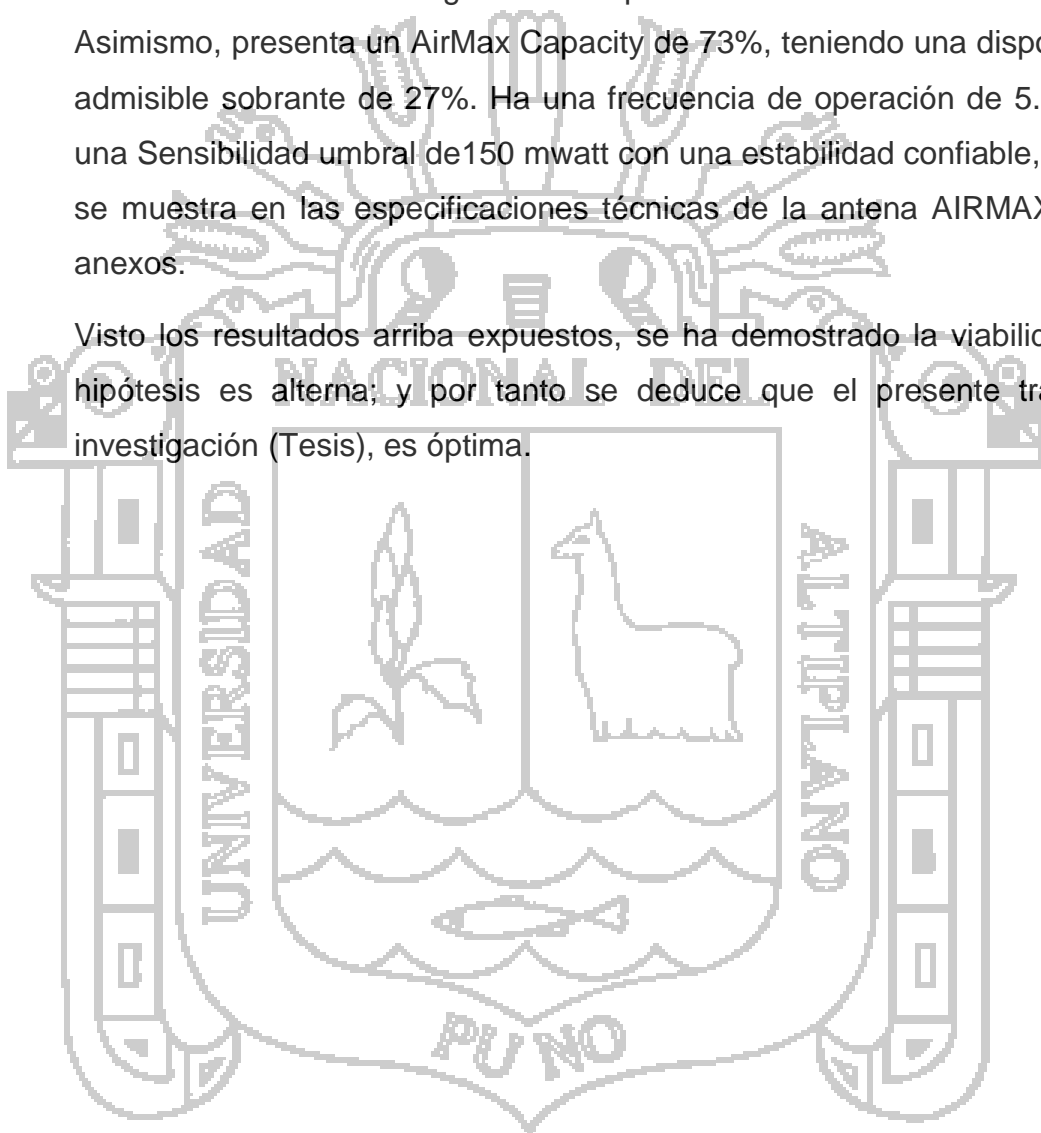 Asimismo, presenta un AirMax Capacity de 73%, teniendo una
admisible sobrante de 27%. Ha una frecuencia de operación de 5.
una Sensibilidad umbral de150 mwatt con una estabilidad confiable,
se muestra en las especificaciones técnicas de la antena AIRMAX
anexos.
Visto los resultados arriba expuestos, se ha demostrado la
hipótesis es alterna; y por tanto se deduce que el presente
investigación (Tesis), es óptima.
NACIONAL DEL
UNIVERSIDAD
ALTIPLANO
PUNO